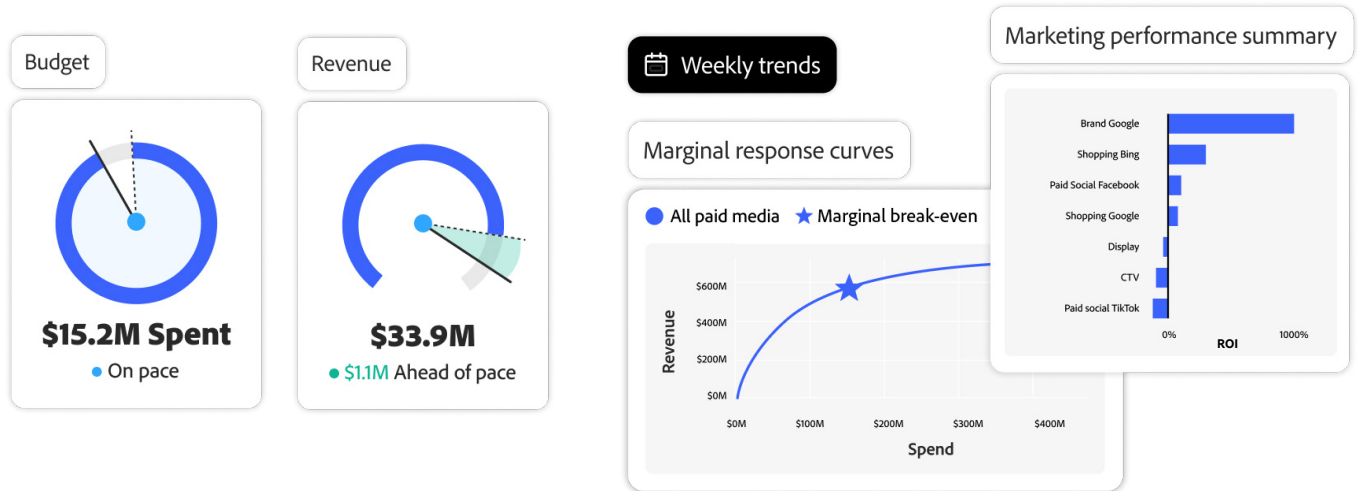 Budget
$15.2M Spent
On pace
Revenue
$33.9M
$1.1M Ahead of pace
Weekly trends
Marginal response curves
All paid media
Marginal break-even
Revenue
$600M
$400M
$200M
$0M
$0M
$100M
$200M
$300M
$400M
Spend
Marketing performance summary
Brand Google
Shopping Bing
Paid Social Facebook
Shopping Google
Display
CTV
Paid social TikTok
0%
1000%
ROI